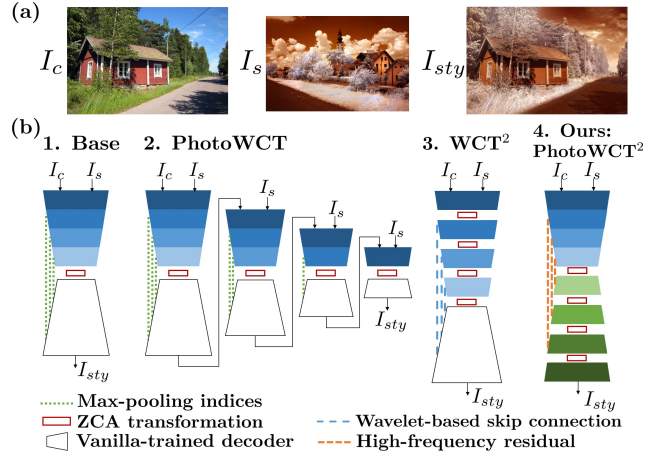 (a)
I_c
I_s
I_sty
(b)
1. Base
2. PhotoWCT
3. WCT²
4. Ours:
PhotoWCT²
I_c
I_s
I_c
I_s
I_s
I_s
I_s
I_c
I_s
I_c
I_s
I_sty
I_sty
I_sty
I_sty
Max-pooling indices
ZCA transformation
Vanilla-trained decoder
Wavelet-based skip connection
High-frequency residual